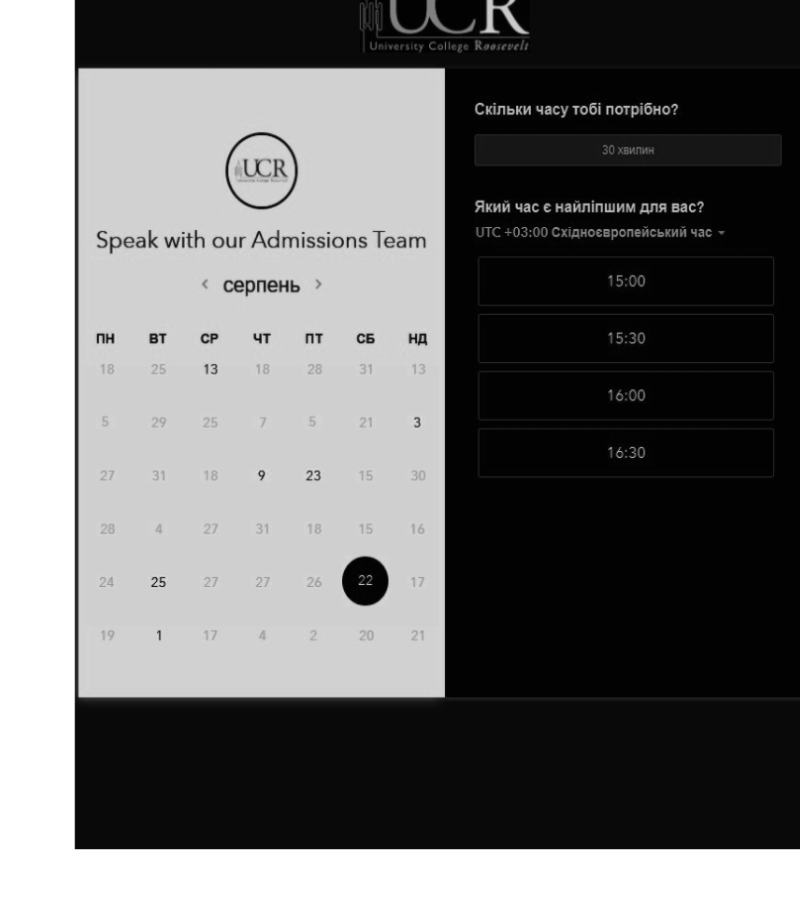 UCR
University College Roosevelt
UCR
University College Roosevelt
Speak with our Admissions Team
серпень
ПН ВТ СР ЧТ ПТ СБ НД
18 25 13 18 28 31 13
5 29 25 7 5 21 3
27 31 18 9 23 15 30
28 4 27 31 18 15 16
24 25 27 27 26 22 17
19 1 17 4 2 20 21
Скільки часу тобі потрібно?
30 хвилин
Який час є найліпшим для вас?
UTC +03:00 Східноєвропейський час
15:00
15:30
16:00
16:30